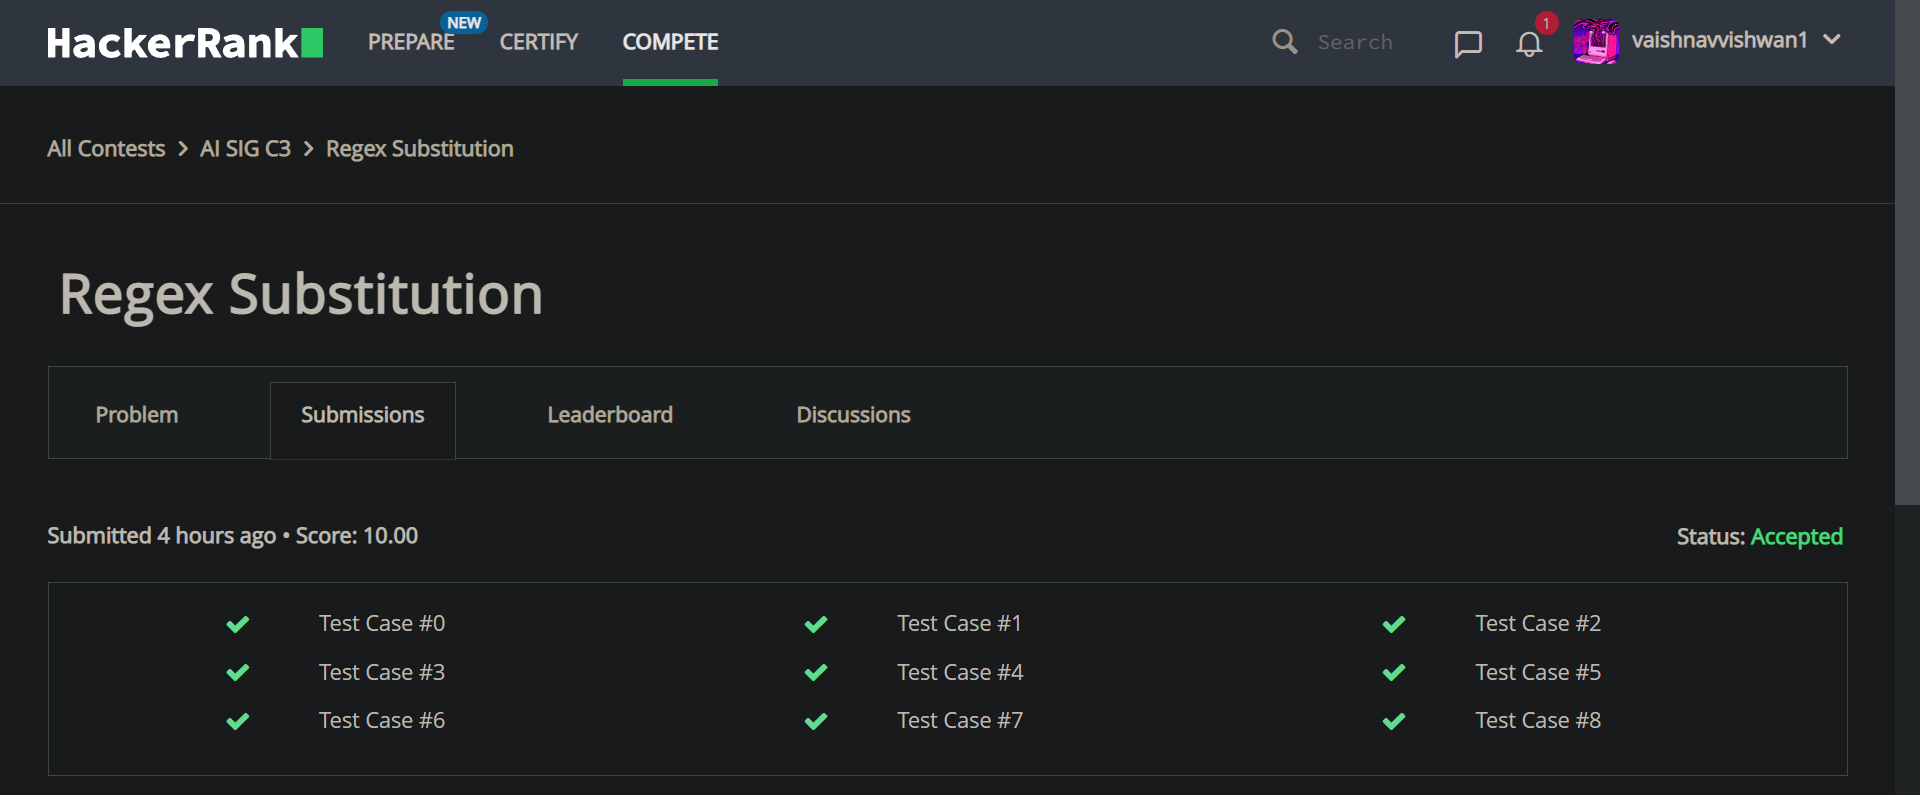 HackerRank PREPARE NEW CERTIFY COMPETE Search 1 vaishnavvishwan1
All Contests AI SIG C3 Regex Substitution
Regex Substitution
Problem Submissions Leaderboard Discussions
Submitted 4 hours ago • Score: 10.00 Status: Accepted
Test Case #0 Test Case #1 Test Case #2
Test Case #3 Test Case #4 Test Case #5
Test Case #6 Test Case #7 Test Case #8